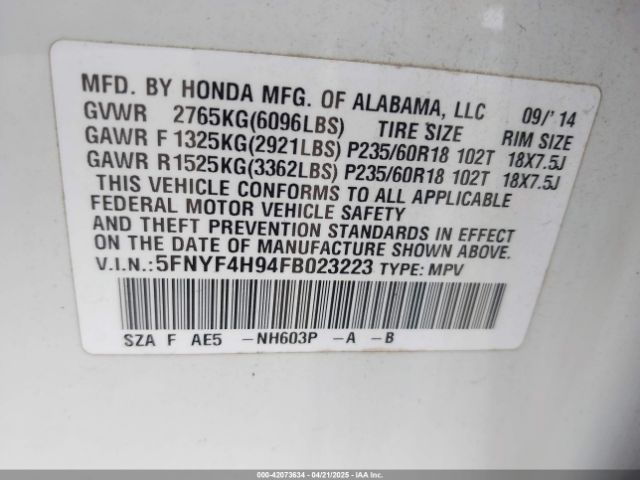 MFD. BY HONDA MFG. OF ALABAMA, LLC 09/'14
GVWR 2765KG(6096LBS) TIRE SIZE RIM SIZE
GAWR F 1325KG(2921LBS) P235/60R18 102T 18X7.5J
GAWR R1525KG(3362LBS) P235/60R18 102T 18X7.5J
THIS VEHICLE CONFORMS TO ALL APPLICABLE
FEDERAL MOTOR VEHICLE SAFETY
AND THEFT PREVENTION STANDARDS IN EFFECT
ON THE DATE OF MANUFACTURE SHOWN ABOVE.
V.I.N.:5FNYF4H94FB023223 TYPE: MPV
SZA F AE5 -NH603P -A -B
000-42073634 - 04/21/2025 - IAAI.COM